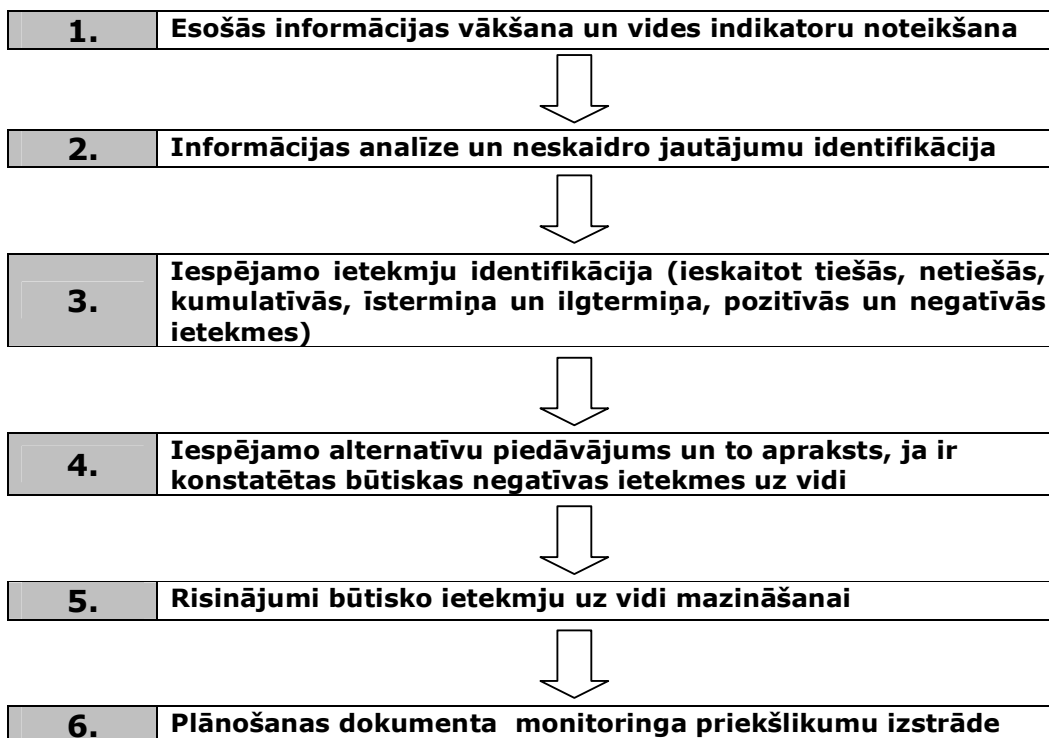 1. Esošās informācijas vākšana un vides indikatoru noteikšana
2. Informācijas analīze un neskaidro jautājumu identifikācija
3. Iespējamo ietekmju identifikācija (ieskaitot tiešās, netiešās,
kumulatīvās, īstermiņa un ilgtermiņa, pozitīvās un negatīvās
ietekmes)
4. Iespējamo alternatīvu piedāvājums un to apraksts, ja ir
konstatētas būtiskas negatīvas ietekmes uz vidi
5. Risinājumi būtisko ietekmju uz vidi mazināšanai
6. Plānošanas dokumenta monitoringa priekšlikumu izstrāde